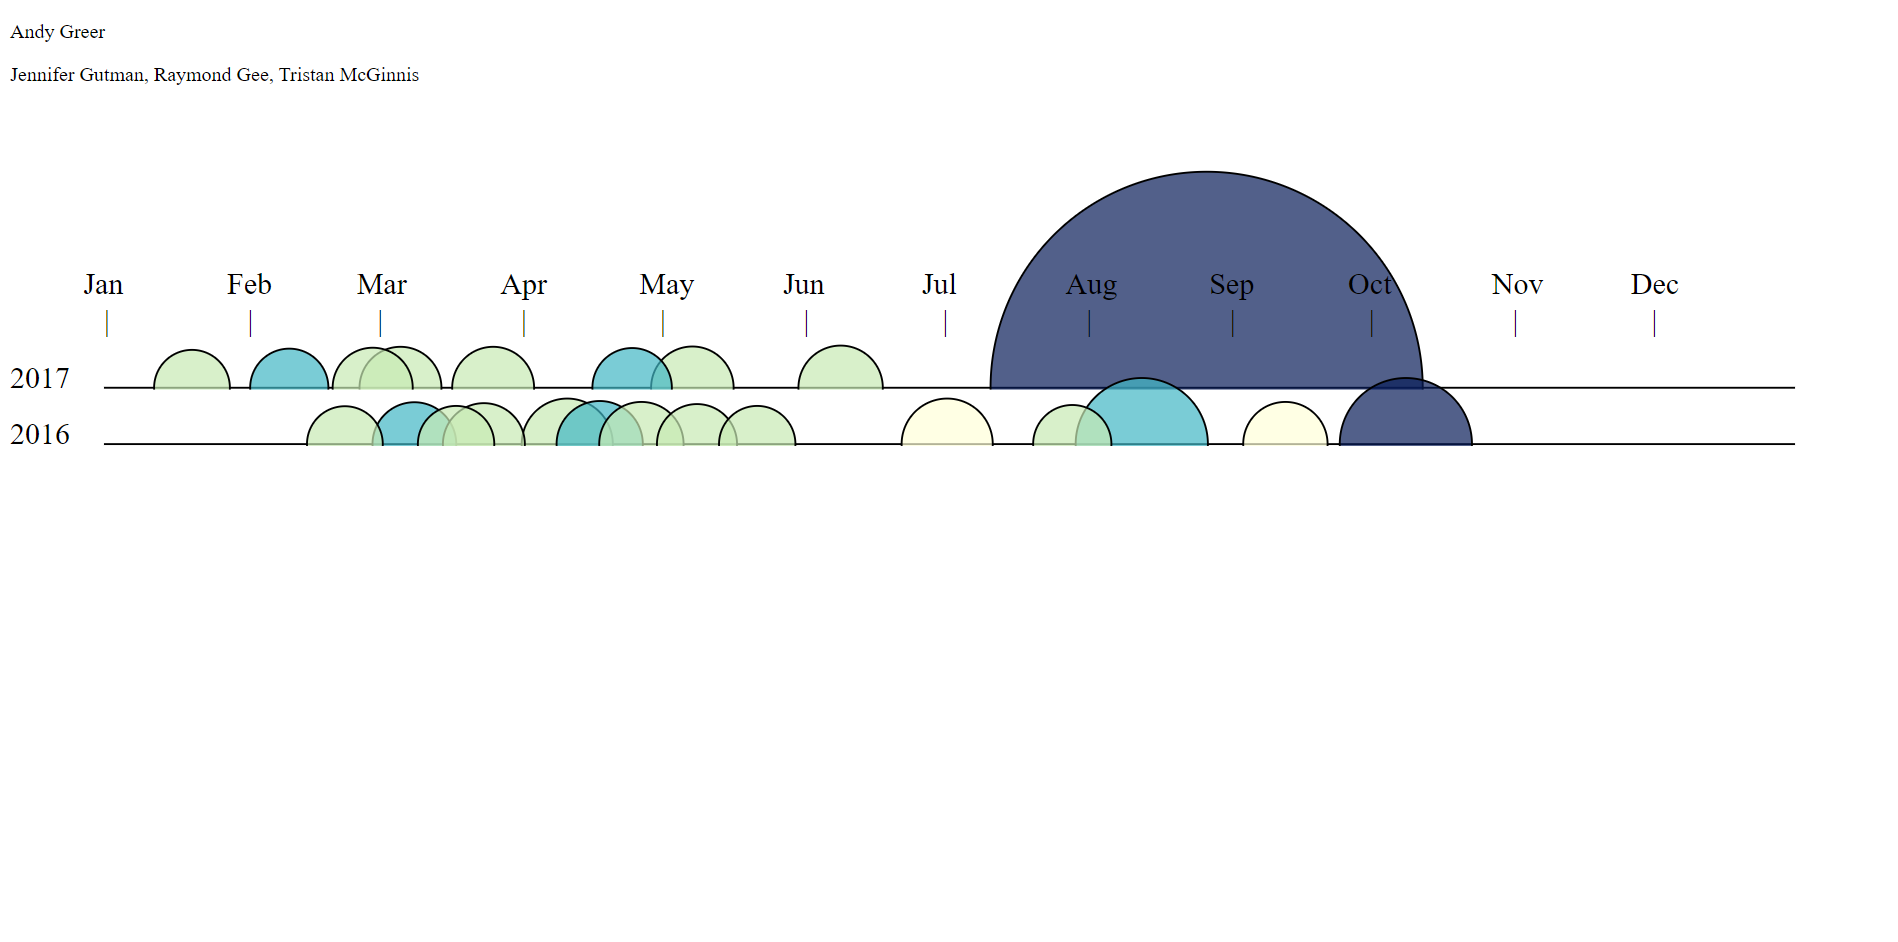 Andy Greer
Jennifer Gutman, Raymond Gee, Tristan McGinnis
Jan Feb Mar Apr May Jun Jul Aug Sep Oct Nov Dec
2017
2016